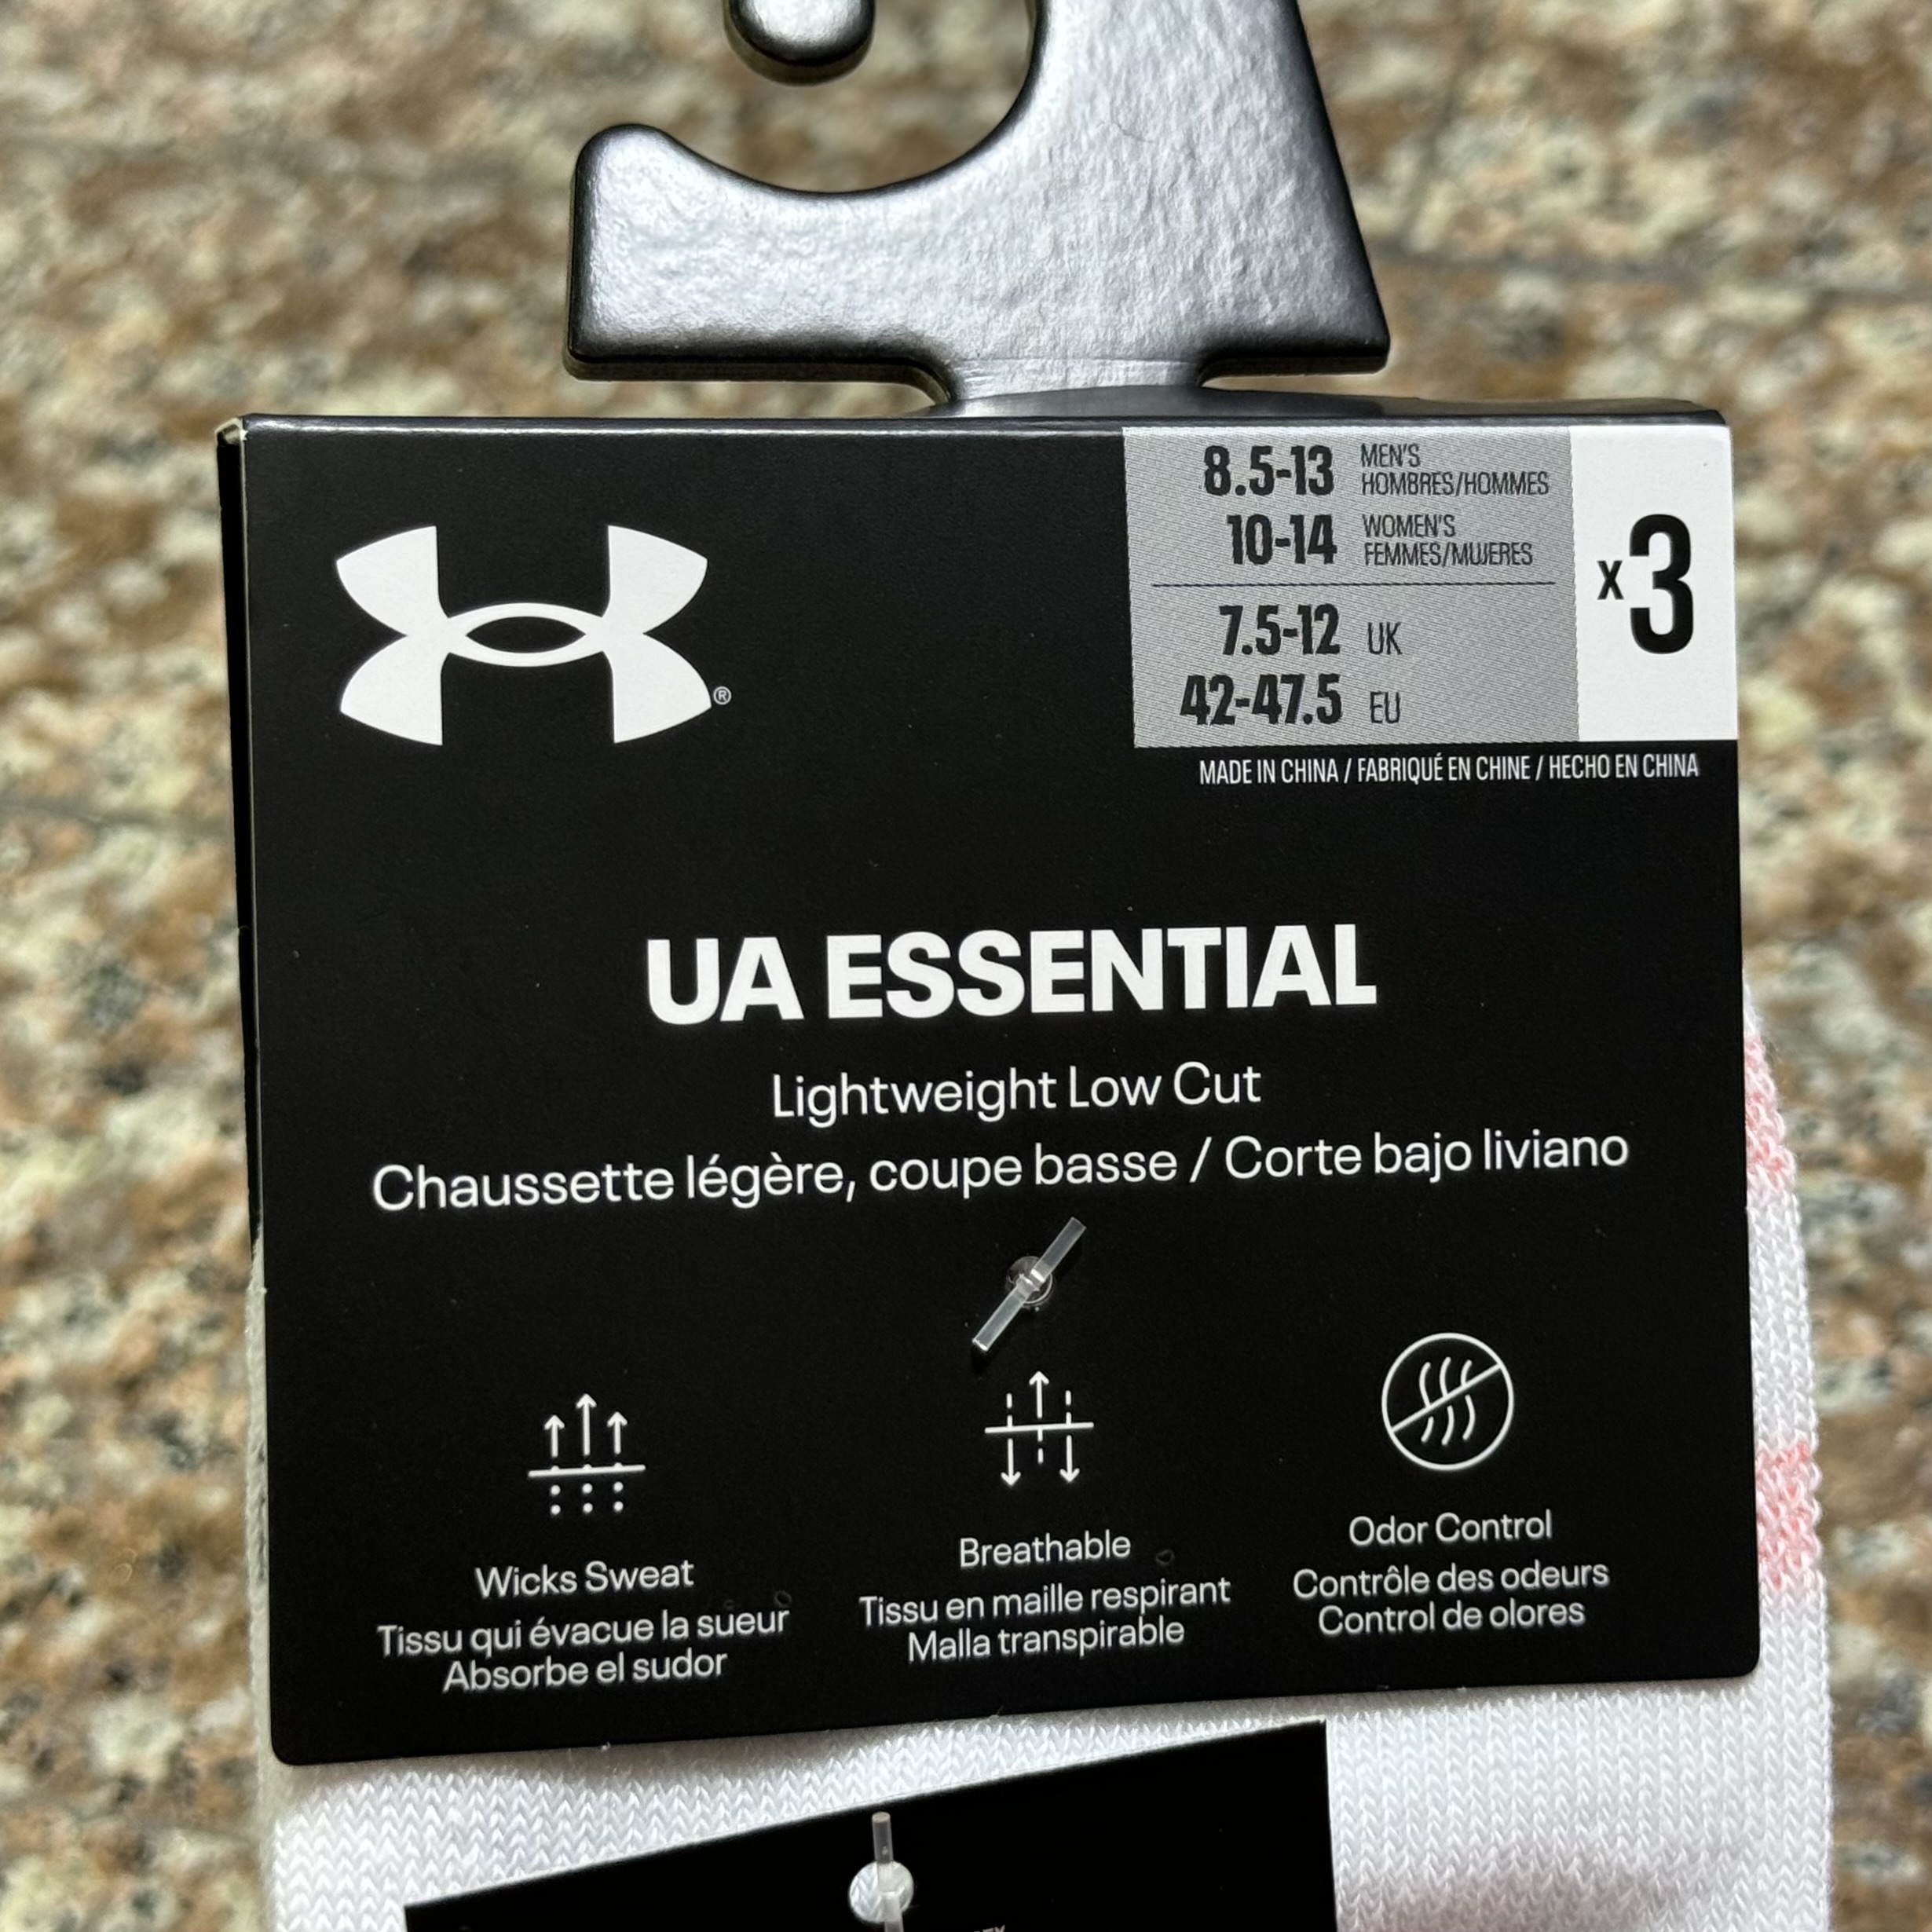 8.5-13 MEN'S
HOMBRES/HOMMES
10-14 WOMEN'S
FEMMES/MUJERES
7.5-12 UK
42-47.5 EU
x3
®
MADE IN CHINA / FABRIQUÉ EN CHINE / HECHO EN CHINA
UA ESSENTIAL
Lightweight Low Cut
Chaussette légère, coupe basse / Corte bajo liviano
Wicks Sweat
Tissu qui évacue la sueur
Absorbe el sudor
Breathable
Tissu en maille respirant
Malla transpirable
Odor Control
Contrôle des odeurs
Control de olores